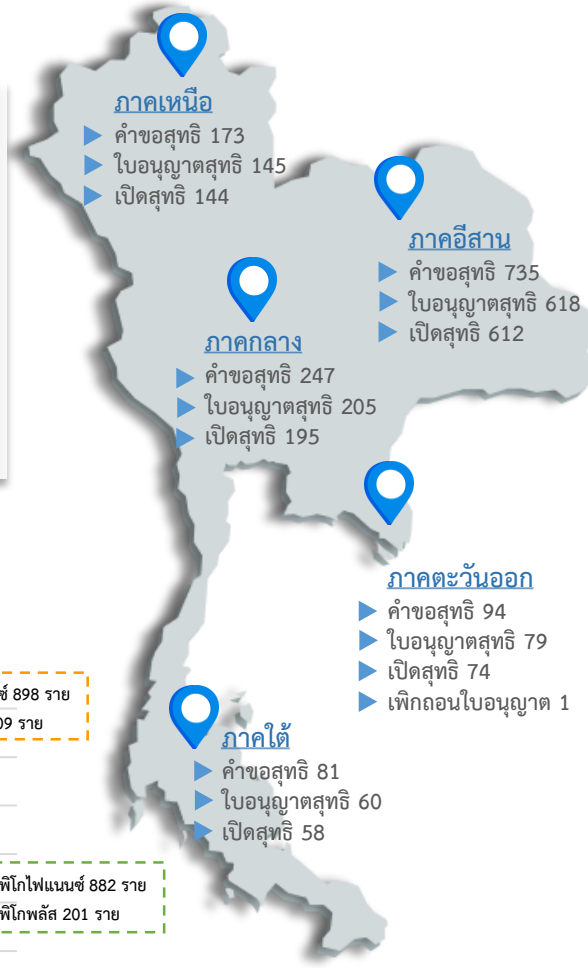 ภาคเหนือ
คำขอสุทธิ 173
ใบอนุญาตสุทธิ 145
เปิดสุทธิ 144
ภาคอีสาน
คำขอสุทธิ 735
ใบอนุญาตสุทธิ 618
เปิดสุทธิ 612
ภาคกลาง
คำขอสุทธิ 247
ใบอนุญาตสุทธิ 205
เปิดสุทธิ 195
ภาคตะวันออก
คำขอสุทธิ 94
ใบอนุญาตสุทธิ 79
เปิดสุทธิ 74
เพิกถอนใบอนุญาต 1
898 ราย
ราย
ภาคใต้
คำขอสุทธิ 81
ใบอนุญาตสุทธิ 60
เปิดสุทธิ 58
พิโกไฟแนนซ์ 882 ราย
พิโกพลัส 201 ราย